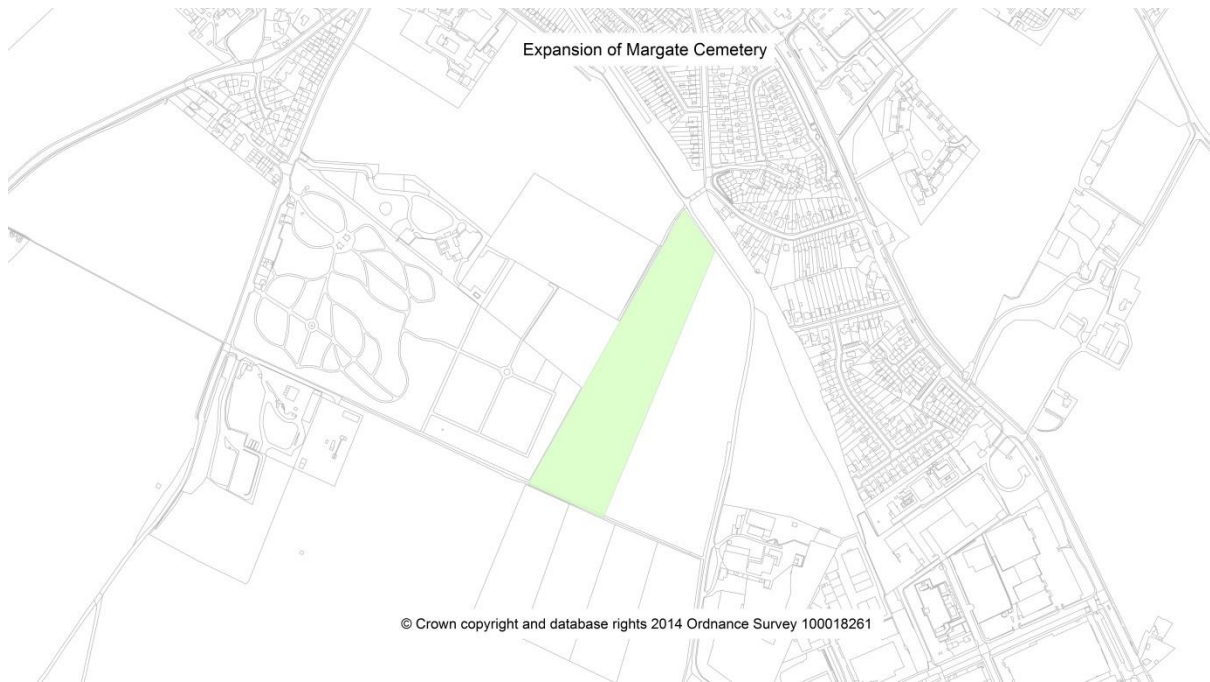 Expansion of Margate Cemetery
© Crown copyright and database rights 2014 Ordnance Survey 100018261